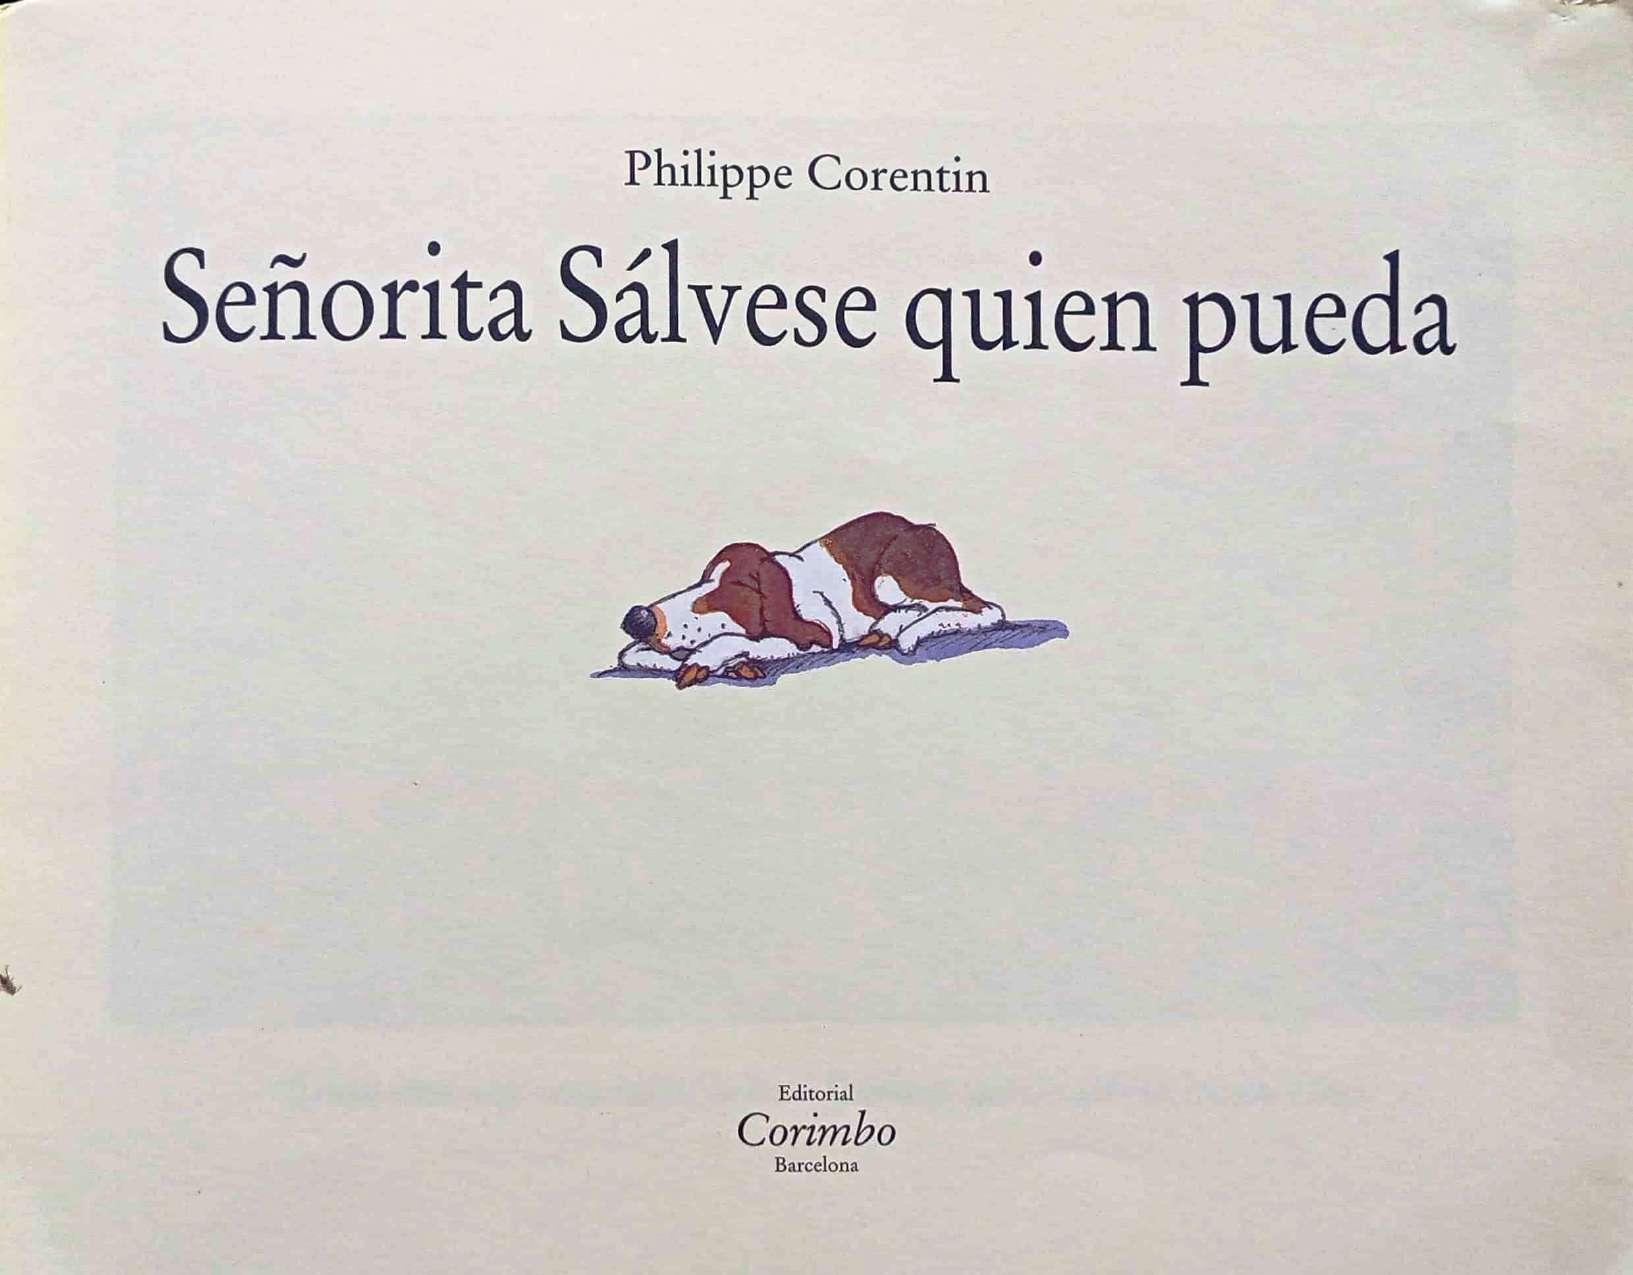 Philippe Corentin
Señorita Sálvese quien pueda
Editorial
Corimbo
Barcelona